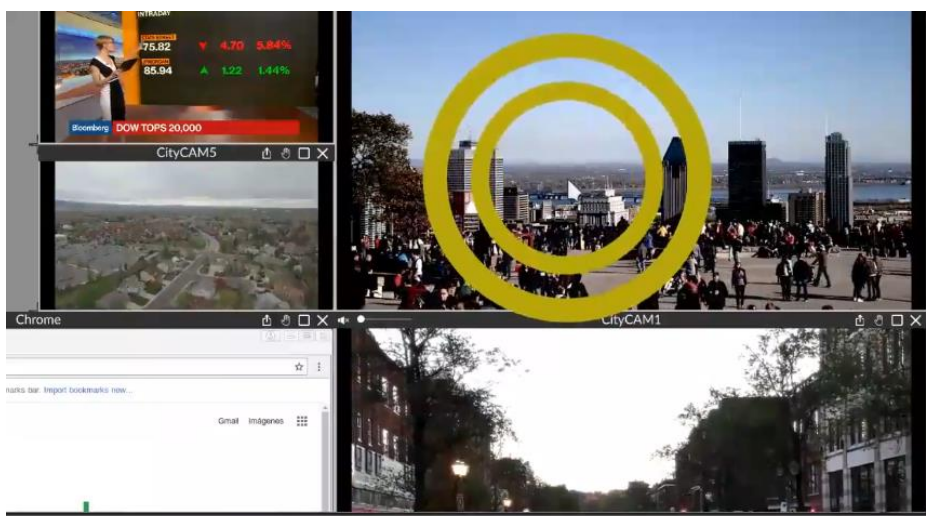 INTRADAY
75.82 ▼ 4.70 5.84%
85.94 ▲ 1.22 1.44%
Bloomberg DOW TOPS 20,000
CityCAM5
Chrome
CityCAM1
marks bar. Import bookmarks now...
Gmail Imágenes